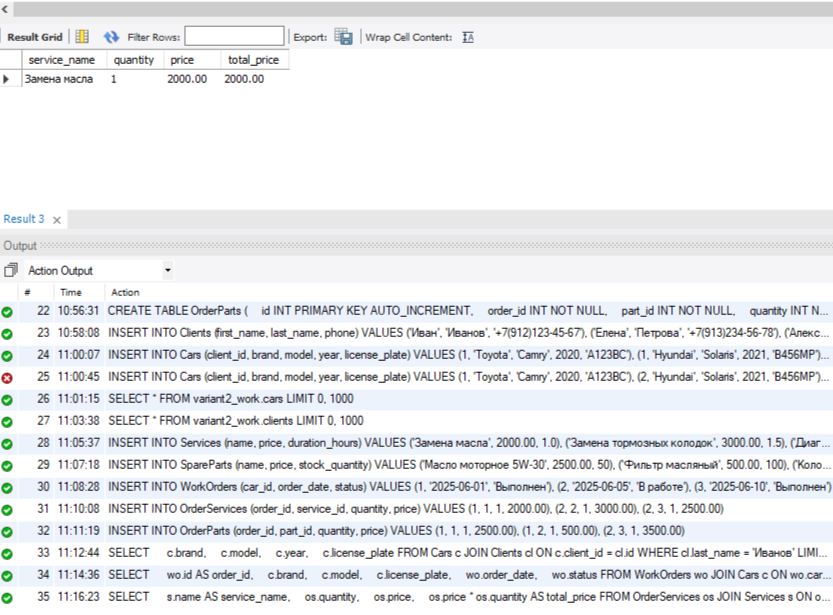 Result Grid Filter Rows: Export: Wrap Cell Content:
service_name quantity price total_price
Замена масла 1 2000.00 2000.00
Result 3
Output
Action Output
# Time Action
22 10:56:31 CREATE TABLE OrderParts ( id INT PRIMARY KEY AUTO_INCREMENT, order_id INT NOT NULL, part_id INT NOT NULL, quantity INT N...
23 10:58:08 INSERT INTO Clients (first_name, last_name, phone) VALUES ('Иван', 'Иванов', '+7(912)123-45-67'), ('Елена', 'Петрова', '+7(913)234-56-78'), ('Алекс...
24 11:00:07 INSERT INTO Cars (client_id, brand, model, year, license_plate) VALUES (1, 'Toyota', 'Camry', 2020, 'A123BC'), (1, 'Hyundai', 'Solaris', 2021, 'B456MP')...
25 11:00:45 INSERT INTO Cars (client_id, brand, model, year, license_plate) VALUES (1, 'Toyota', 'Camry', 2020, 'A123BC'), (2, 'Hyundai', 'Solaris', 2021, 'B456MP')...
26 11:01:15 SELECT * FROM variant2_work.cars LIMIT 0, 1000
27 11:03:38 SELECT * FROM variant2_work.clients LIMIT 0, 1000
28 11:05:37 INSERT INTO Services (name, price, duration_hours) VALUES ('Замена масла', 2000.00, 1.0), ('Замена тормозных колодок', 3000.00, 1.5), ('Диаг...
29 11:07:18 INSERT INTO SpareParts (name, price, stock_quantity) VALUES ('Масло моторное 5W-30', 2500.00, 50), ('Фильтр масляный', 500.00, 100), ('Коло...
30 11:08:28 INSERT INTO WorkOrders (car_id, order_date, status) VALUES (1, '2025-06-01', 'Выполнен'), (2, '2025-06-05', 'В работе'), (3, '2025-06-10', 'Выполнен')
31 11:10:08 INSERT INTO OrderServices (order_id, service_id, quantity, price) VALUES (1, 1, 1, 2000.00), (2, 2, 1, 3000.00), (2, 3, 1, 2500.00)
32 11:11:19 INSERT INTO OrderParts (order_id, part_id, quantity, price) VALUES (1, 1, 1, 2500.00), (1, 2, 1, 500.00), (2, 3, 1, 3500.00)
33 11:12:44 SELECT c.brand, c.model, c.year, c.license_plate FROM Cars c JOIN Clients cl ON c.client_id = cl.id WHERE cl.last_name = 'Иванов' LIMI...
34 11:14:36 SELECT wo.id AS order_id, c.brand, c.model, c.license_plate, wo.order_date, wo.status FROM WorkOrders wo JOIN Cars c ON wo.car...
35 11:16:23 SELECT s.name AS service_name, os.quantity, os.price, os.price * os.quantity AS total_price FROM OrderServices os JOIN Services s ON o...